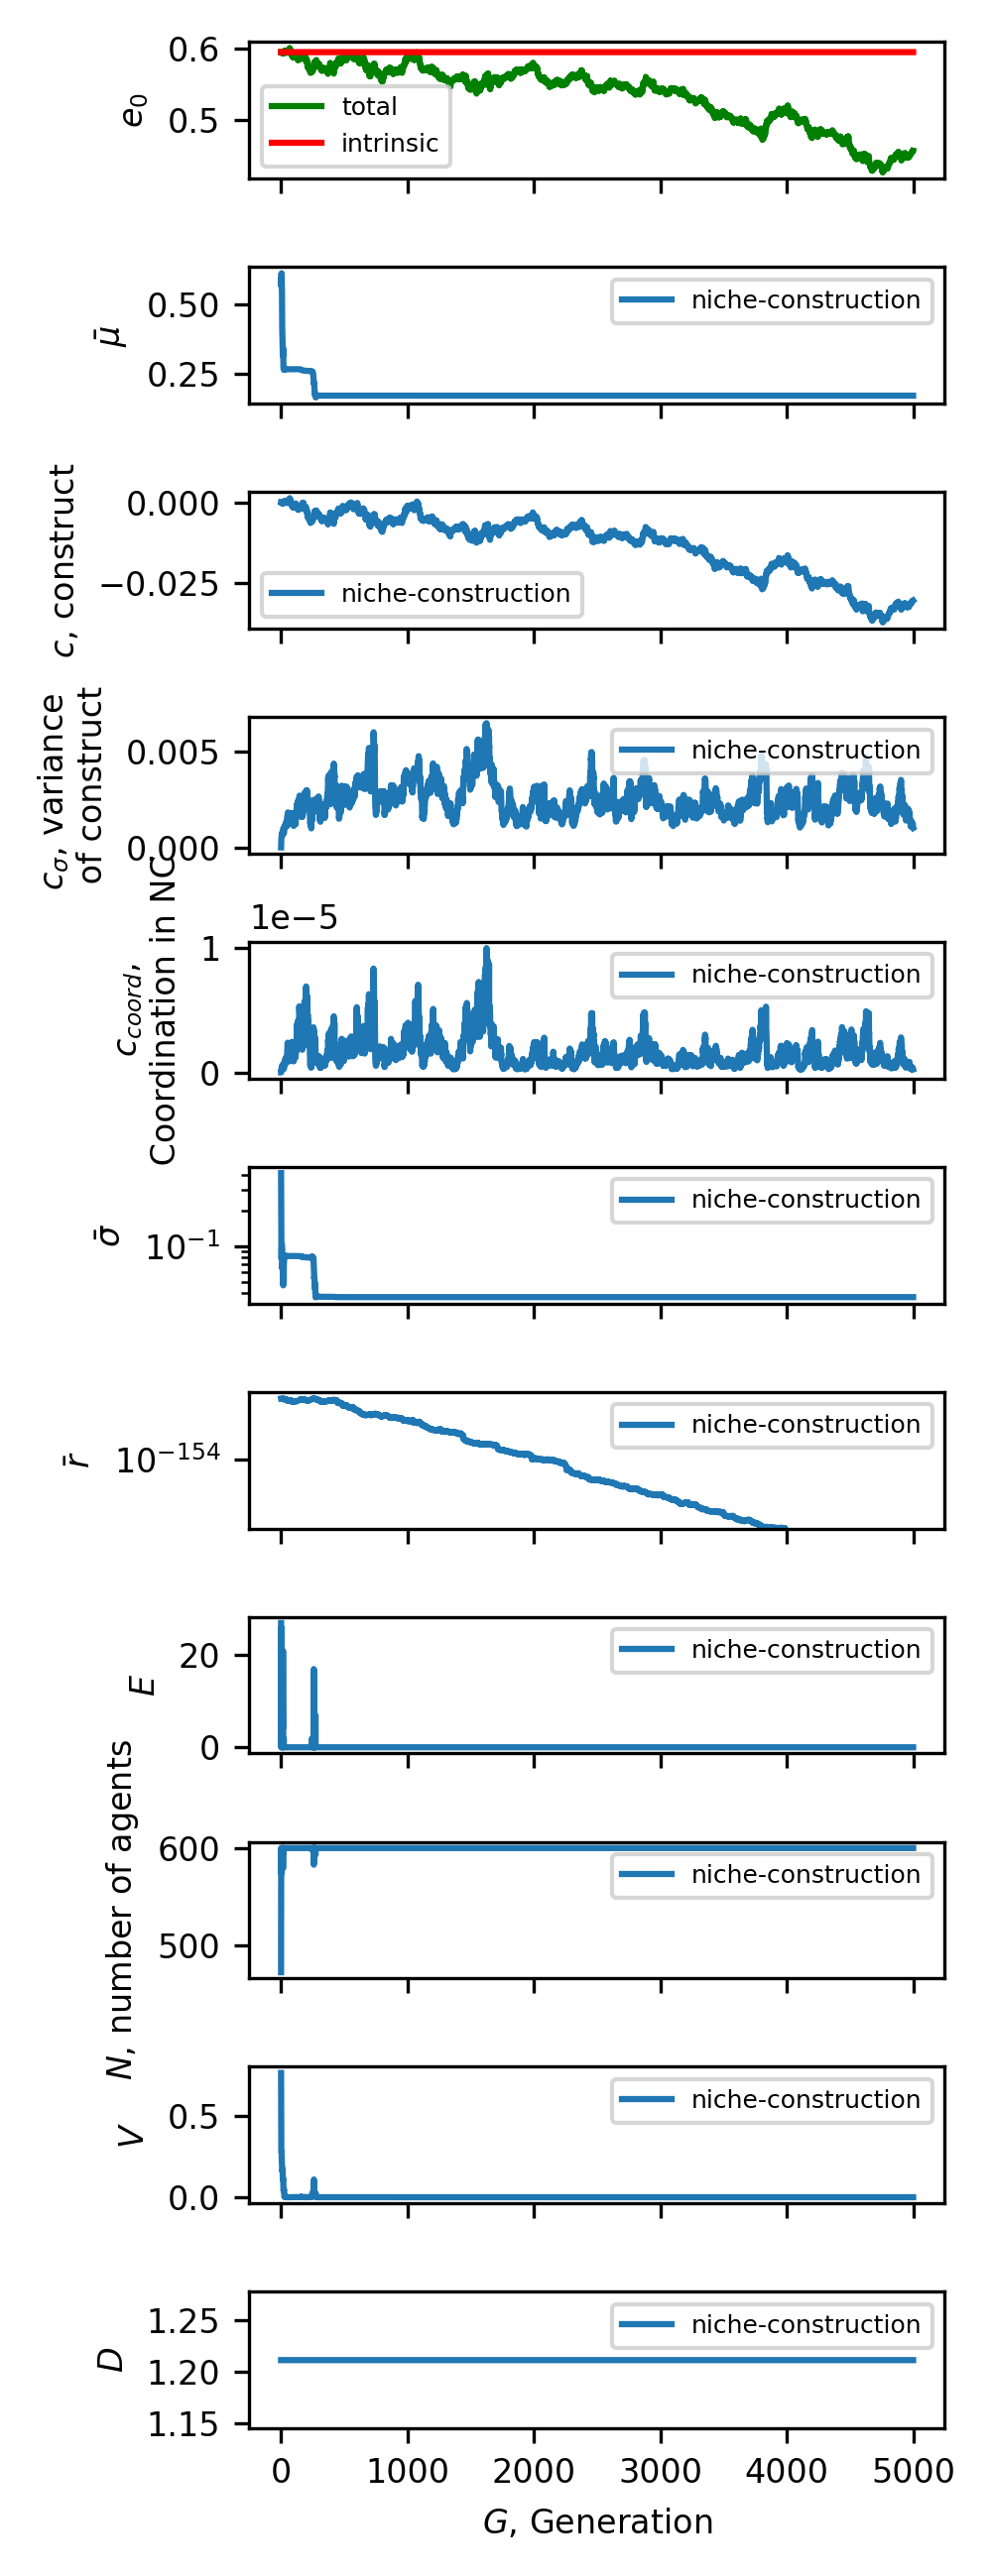 e₀
0.6
0.5
total
intrinsic
μ̄
0.50
0.25
niche-construction
c, construct
0.000
−0.025
niche-construction
c_σ, variance
of construct
0.005
0.000
niche-construction
c_coord,
Coordination in NC
1e−5
1
0
niche-construction
σ̄
10⁻¹
niche-construction
r̄
10⁻¹⁵⁴
niche-construction
E
20
0
niche-construction
N, number of agents
600
500
niche-construction
V
0.5
0.0
niche-construction
D
1.25
1.20
1.15
niche-construction
0 1000 2000 3000 4000 5000
G, Generation